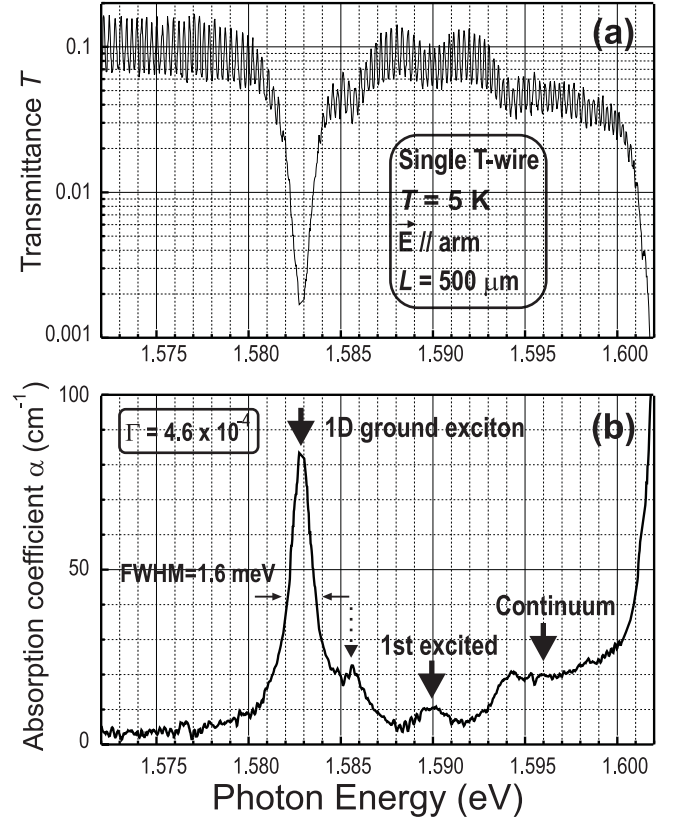 (a)
Transmittance T
0.1
0.01
0.001
Single T-wire
T = 5 K
E // arm
L = 500 μm
1.575 1.580 1.585 1.590 1.595 1.600
(b)
Absorption coefficient α (cm⁻¹)
100
50
0
Γ = 4.6 x 10⁻⁴
1D ground exciton
FWHM=1.6 meV
Continuum
1st excited
1.575 1.580 1.585 1.590 1.595 1.600
Photon Energy (eV)